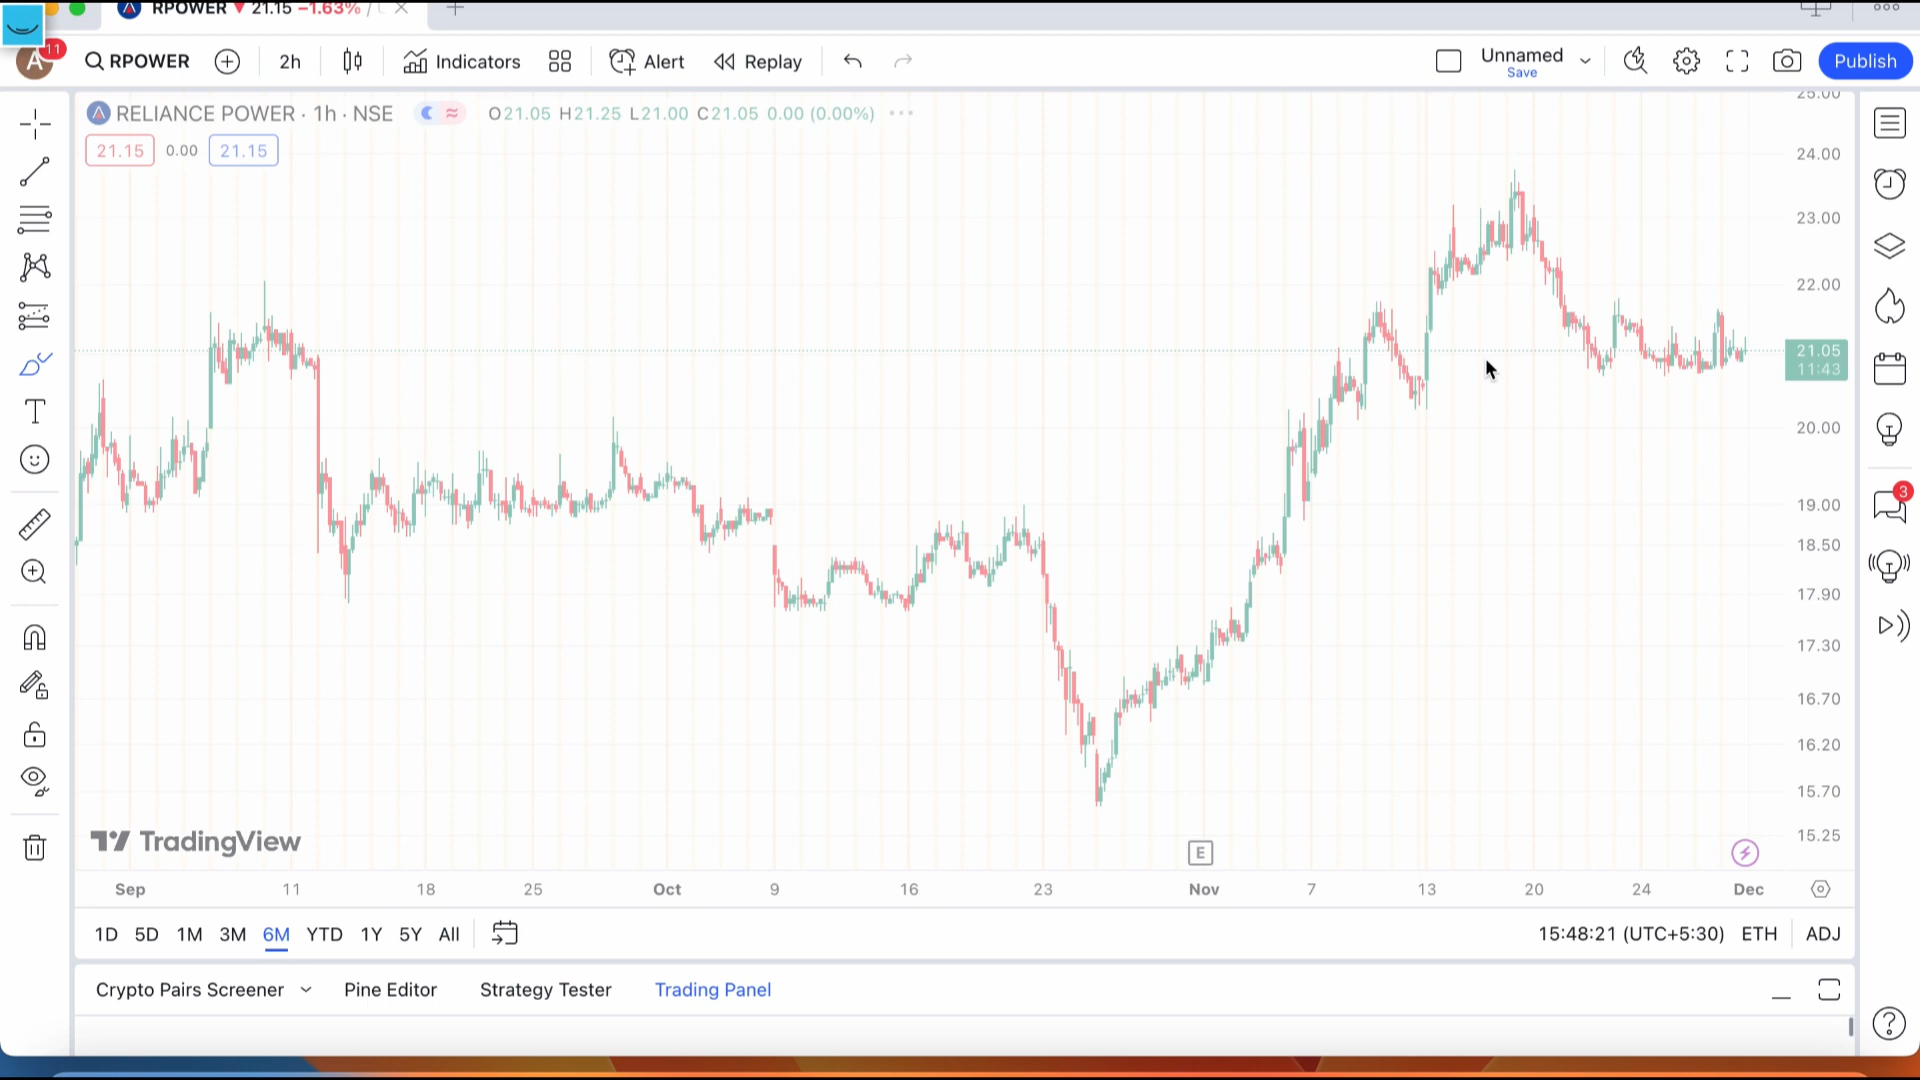 RPOWER ▼ 21.15 −1.63% /
A 11 RPOWER 2h Indicators Alert Replay Unnamed Save Publish
RELIANCE POWER · 1h · NSE O21.05 H21.25 L21.00 C21.05 0.00 (0.00%)
21.15 0.00 21.15
25.00
24.00
23.00
22.00
21.05
11:43
20.00
19.00
18.50
17.90
17.30
16.70
16.20
15.70
15.25
3
TradingView
E
Sep 11 18 25 Oct 9 16 23 Nov 7 13 20 24 Dec
1D 5D 1M 3M 6M YTD 1Y 5Y All 15:48:21 (UTC+5:30) ETH ADJ
Crypto Pairs Screener Pine Editor Strategy Tester Trading Panel